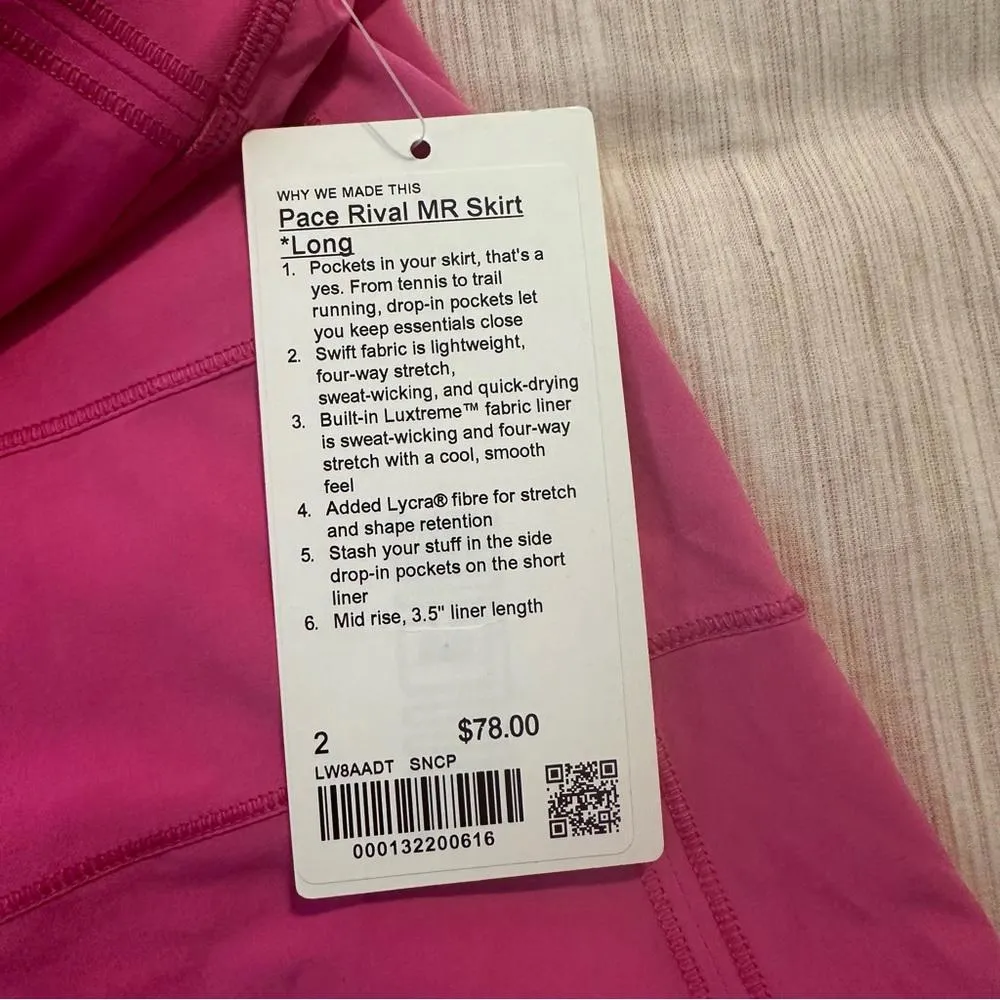 WHY WE MADE THIS
Pace Rival MR Skirt
*Long
1. Pockets in your skirt, that's a
yes. From tennis to trail
running, drop-in pockets let
you keep essentials close
2. Swift fabric is lightweight,
four-way stretch,
sweat-wicking, and quick-drying
3. Built-in Luxtreme™ fabric liner
is sweat-wicking and four-way
stretch with a cool, smooth
feel
4. Added Lycra® fibre for stretch
and shape retention
5. Stash your stuff in the side
drop-in pockets on the short
liner
6. Mid rise, 3.5" liner length
2 $78.00
LW8AADT SNCP
000132200616